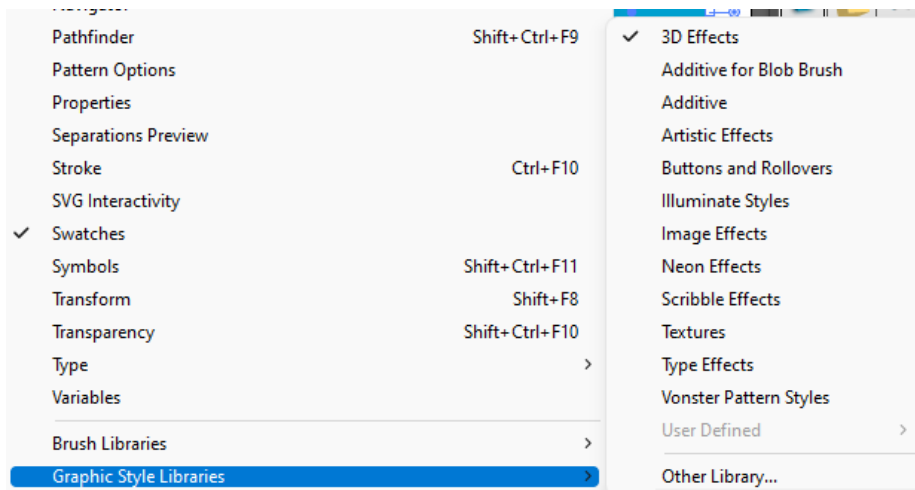 Navigator
Pathfinder Shift+Ctrl+F9
Pattern Options
Properties
Separations Preview
Stroke Ctrl+F10
SVG Interactivity
Swatches
Symbols Shift+Ctrl+F11
Transform Shift+F8
Transparency Shift+Ctrl+F10
Type
Variables
Brush Libraries
Graphic Style Libraries
3D Effects
Additive for Blob Brush
Additive
Artistic Effects
Buttons and Rollovers
Illuminate Styles
Image Effects
Neon Effects
Scribble Effects
Textures
Type Effects
Vonster Pattern Styles
User Defined
Other Library...